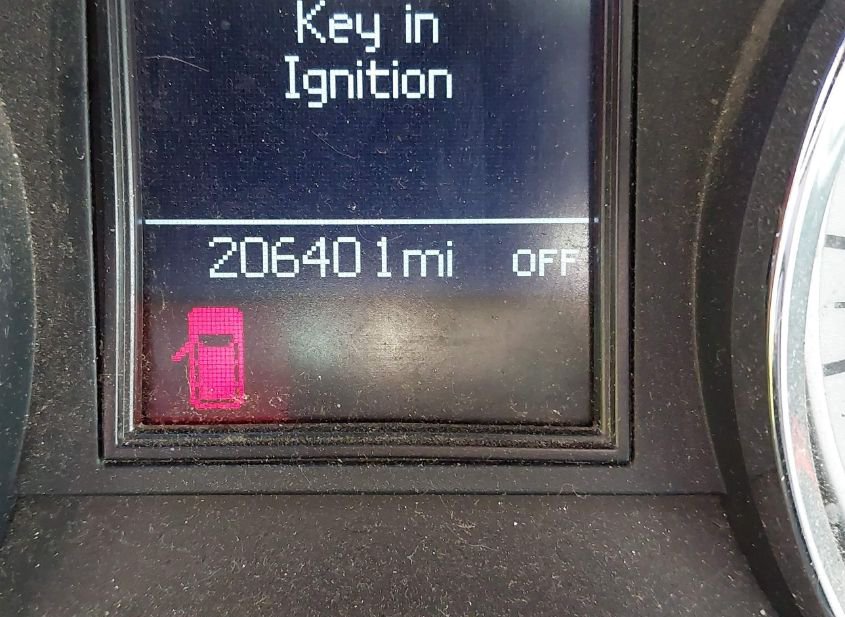 Key in
Ignition
206401mi OFF